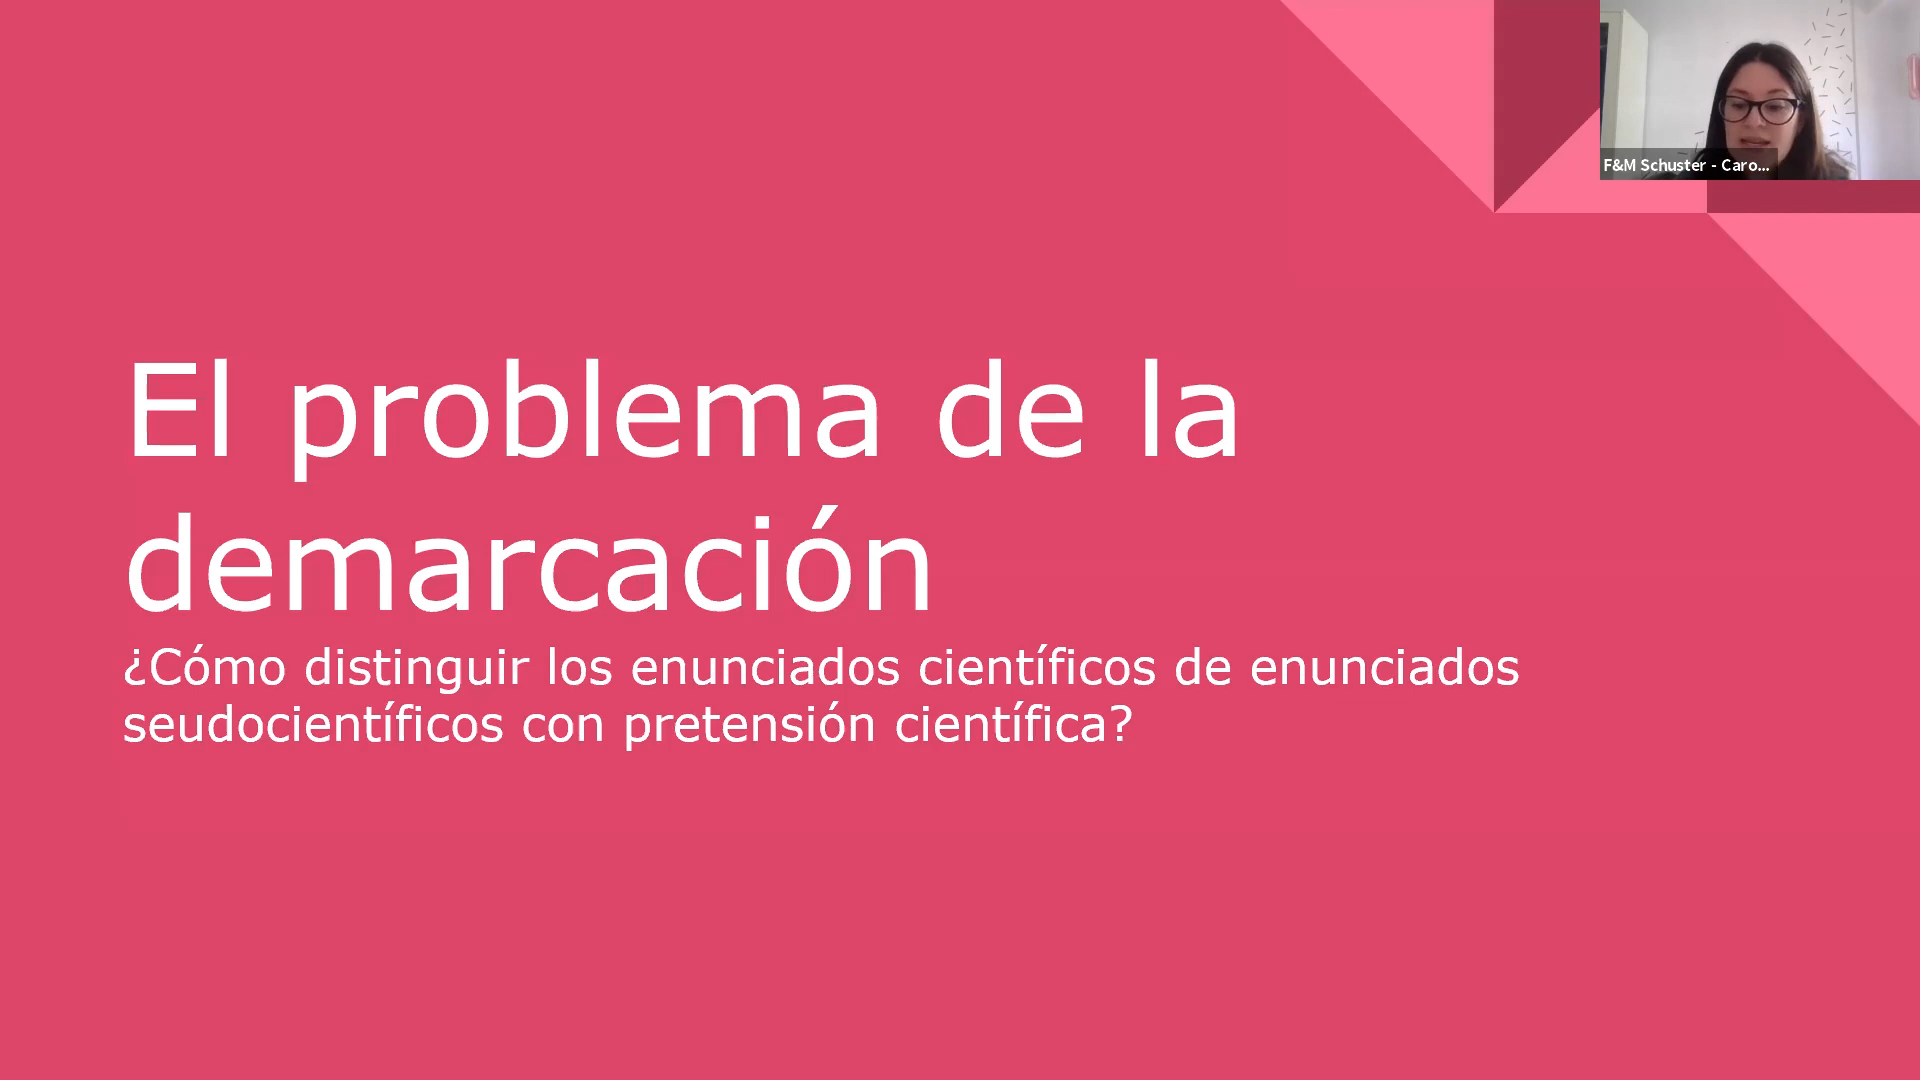 F&M Schuster - Caro...
El problema de la
demarcación
¿Cómo distinguir los enunciados científicos de enunciados
seudocientíficos con pretensión científica?